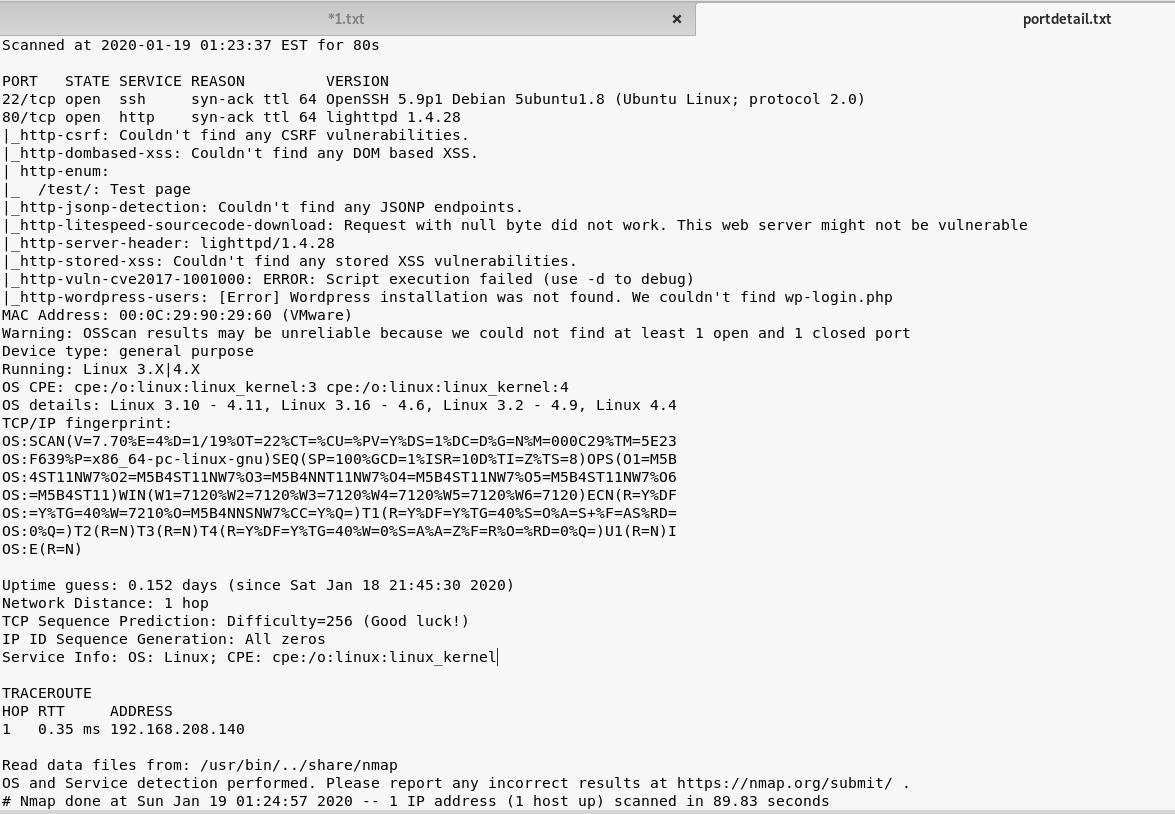 *1.txt × portdetail.txt
Scanned at 2020-01-19 01:23:37 EST for 80s
PORT   STATE SERVICE REASON         VERSION
22/tcp open  ssh     syn-ack ttl 64 OpenSSH 5.9p1 Debian 5ubuntu1.8 (Ubuntu Linux; protocol 2.0)
80/tcp open  http    syn-ack ttl 64 lighttpd 1.4.28
|_http-csrf: Couldn't find any CSRF vulnerabilities.
|_http-dombased-xss: Couldn't find any DOM based XSS.
| http-enum:
|_  /test/: Test page
|_http-jsonp-detection: Couldn't find any JSONP endpoints.
|_http-litespeed-sourcecode-download: Request with null byte did not work. This web server might not be vulnerable
|_http-server-header: lighttpd/1.4.28
|_http-stored-xss: Couldn't find any stored XSS vulnerabilities.
|_http-vuln-cve2017-1001000: ERROR: Script execution failed (use -d to debug)
|_http-wordpress-users: [Error] Wordpress installation was not found. We couldn't find wp-login.php
MAC Address: 00:0C:29:90:29:60 (VMware)
Warning: OSScan results may be unreliable because we could not find at least 1 open and 1 closed port
Device type: general purpose
Running: Linux 3.X|4.X
OS CPE: cpe:/o:linux:linux_kernel:3 cpe:/o:linux:linux_kernel:4
OS details: Linux 3.10 - 4.11, Linux 3.16 - 4.6, Linux 3.2 - 4.9, Linux 4.4
TCP/IP fingerprint:
OS:SCAN(V=7.70%E=4%D=1/19%OT=22%CT=%CU=%PV=Y%DS=1%DC=D%G=N%M=000C29%TM=5E23
OS:F639%P=x86_64-pc-linux-gnu)SEQ(SP=100%GCD=1%ISR=10D%TI=Z%TS=8)OPS(O1=M5B
OS:4ST11NW7%O2=M5B4ST11NW7%O3=M5B4NNT11NW7%O4=M5B4ST11NW7%O5=M5B4ST11NW7%O6
OS:=M5B4ST11)WIN(W1=7120%W2=7120%W3=7120%W4=7120%W5=7120%W6=7120)ECN(R=Y%DF
OS:=Y%TG=40%W=7210%O=M5B4NNSNW7%CC=Y%Q=)T1(R=Y%DF=Y%TG=40%S=O%A=S+%F=AS%RD=
OS:0%Q=)T2(R=N)T3(R=N)T4(R=Y%DF=Y%TG=40%W=0%S=A%A=Z%F=R%O=%RD=0%Q=)U1(R=N)I
OS:E(R=N)
Uptime guess: 0.152 days (since Sat Jan 18 21:45:30 2020)
Network Distance: 1 hop
TCP Sequence Prediction: Difficulty=256 (Good luck!)
IP ID Sequence Generation: All zeros
Service Info: OS: Linux; CPE: cpe:/o:linux:linux_kernel
TRACEROUTE
HOP RTT     ADDRESS
1   0.35 ms 192.168.208.140
Read data files from: /usr/bin/../share/nmap
OS and Service detection performed. Please report any incorrect results at https://nmap.org/submit/ .
# Nmap done at Sun Jan 19 01:24:57 2020 -- 1 IP address (1 host up) scanned in 89.83 seconds